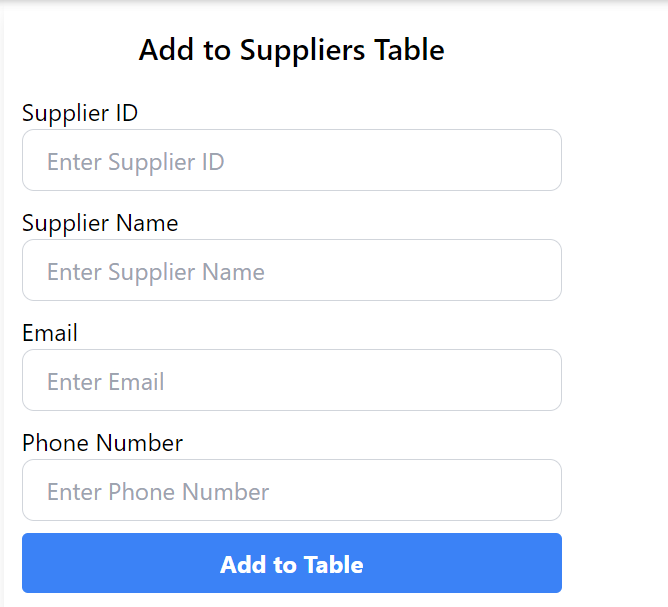 Add to Suppliers Table
Supplier ID
Enter Supplier ID
Supplier Name
Enter Supplier Name
Email
Enter Email
Phone Number
Enter Phone Number
Add to Table